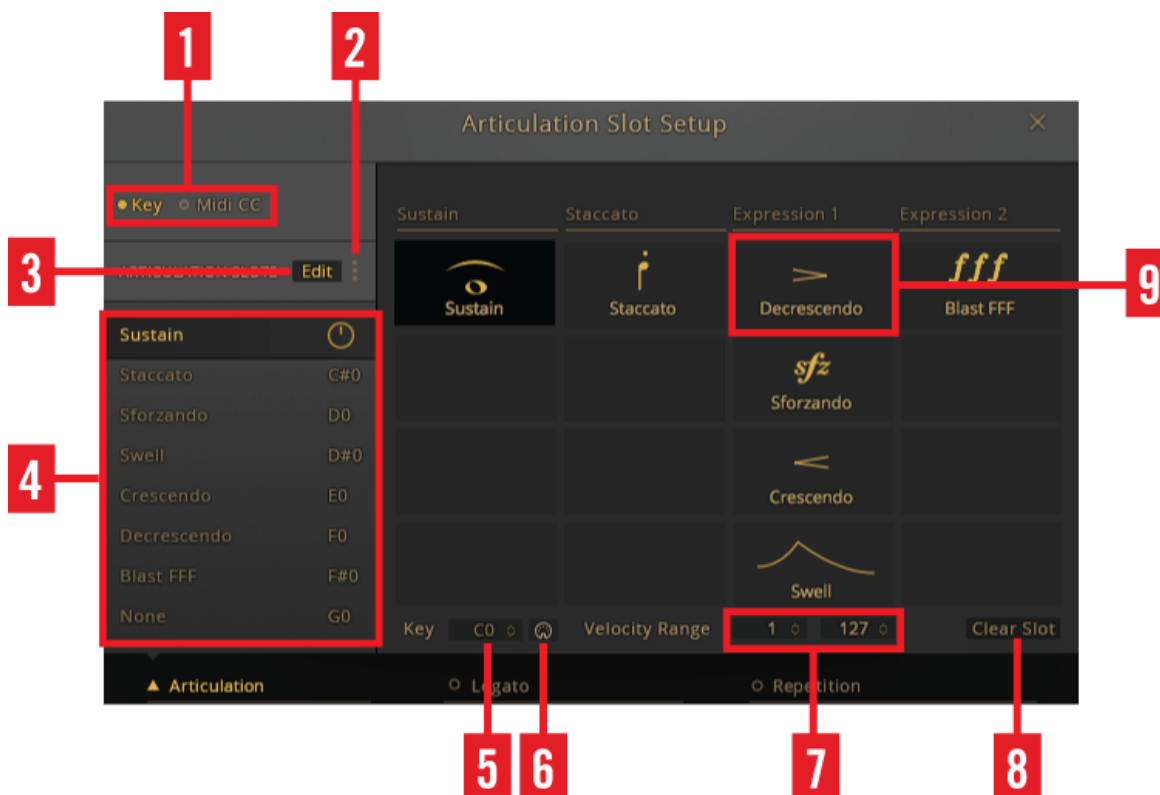 1
2
Articulation Slot Setup
Key Midi CC
Sustain Staccato Expression 1 Expression 2
3
ARTICULATION SLOTS Edit
9
fff
Sustain Staccato Decrescendo Blast FFF
Sustain
Staccato C#0
Sforzando D0
Swell D#0
Crescendo E0
Decrescendo F0
Blast FFF F#0
None G0
4
sfz
Sforzando
Crescendo
Swell
Key C0 Velocity Range 1 127 Clear Slot
Articulation Legato Repetition
5 6 7 8